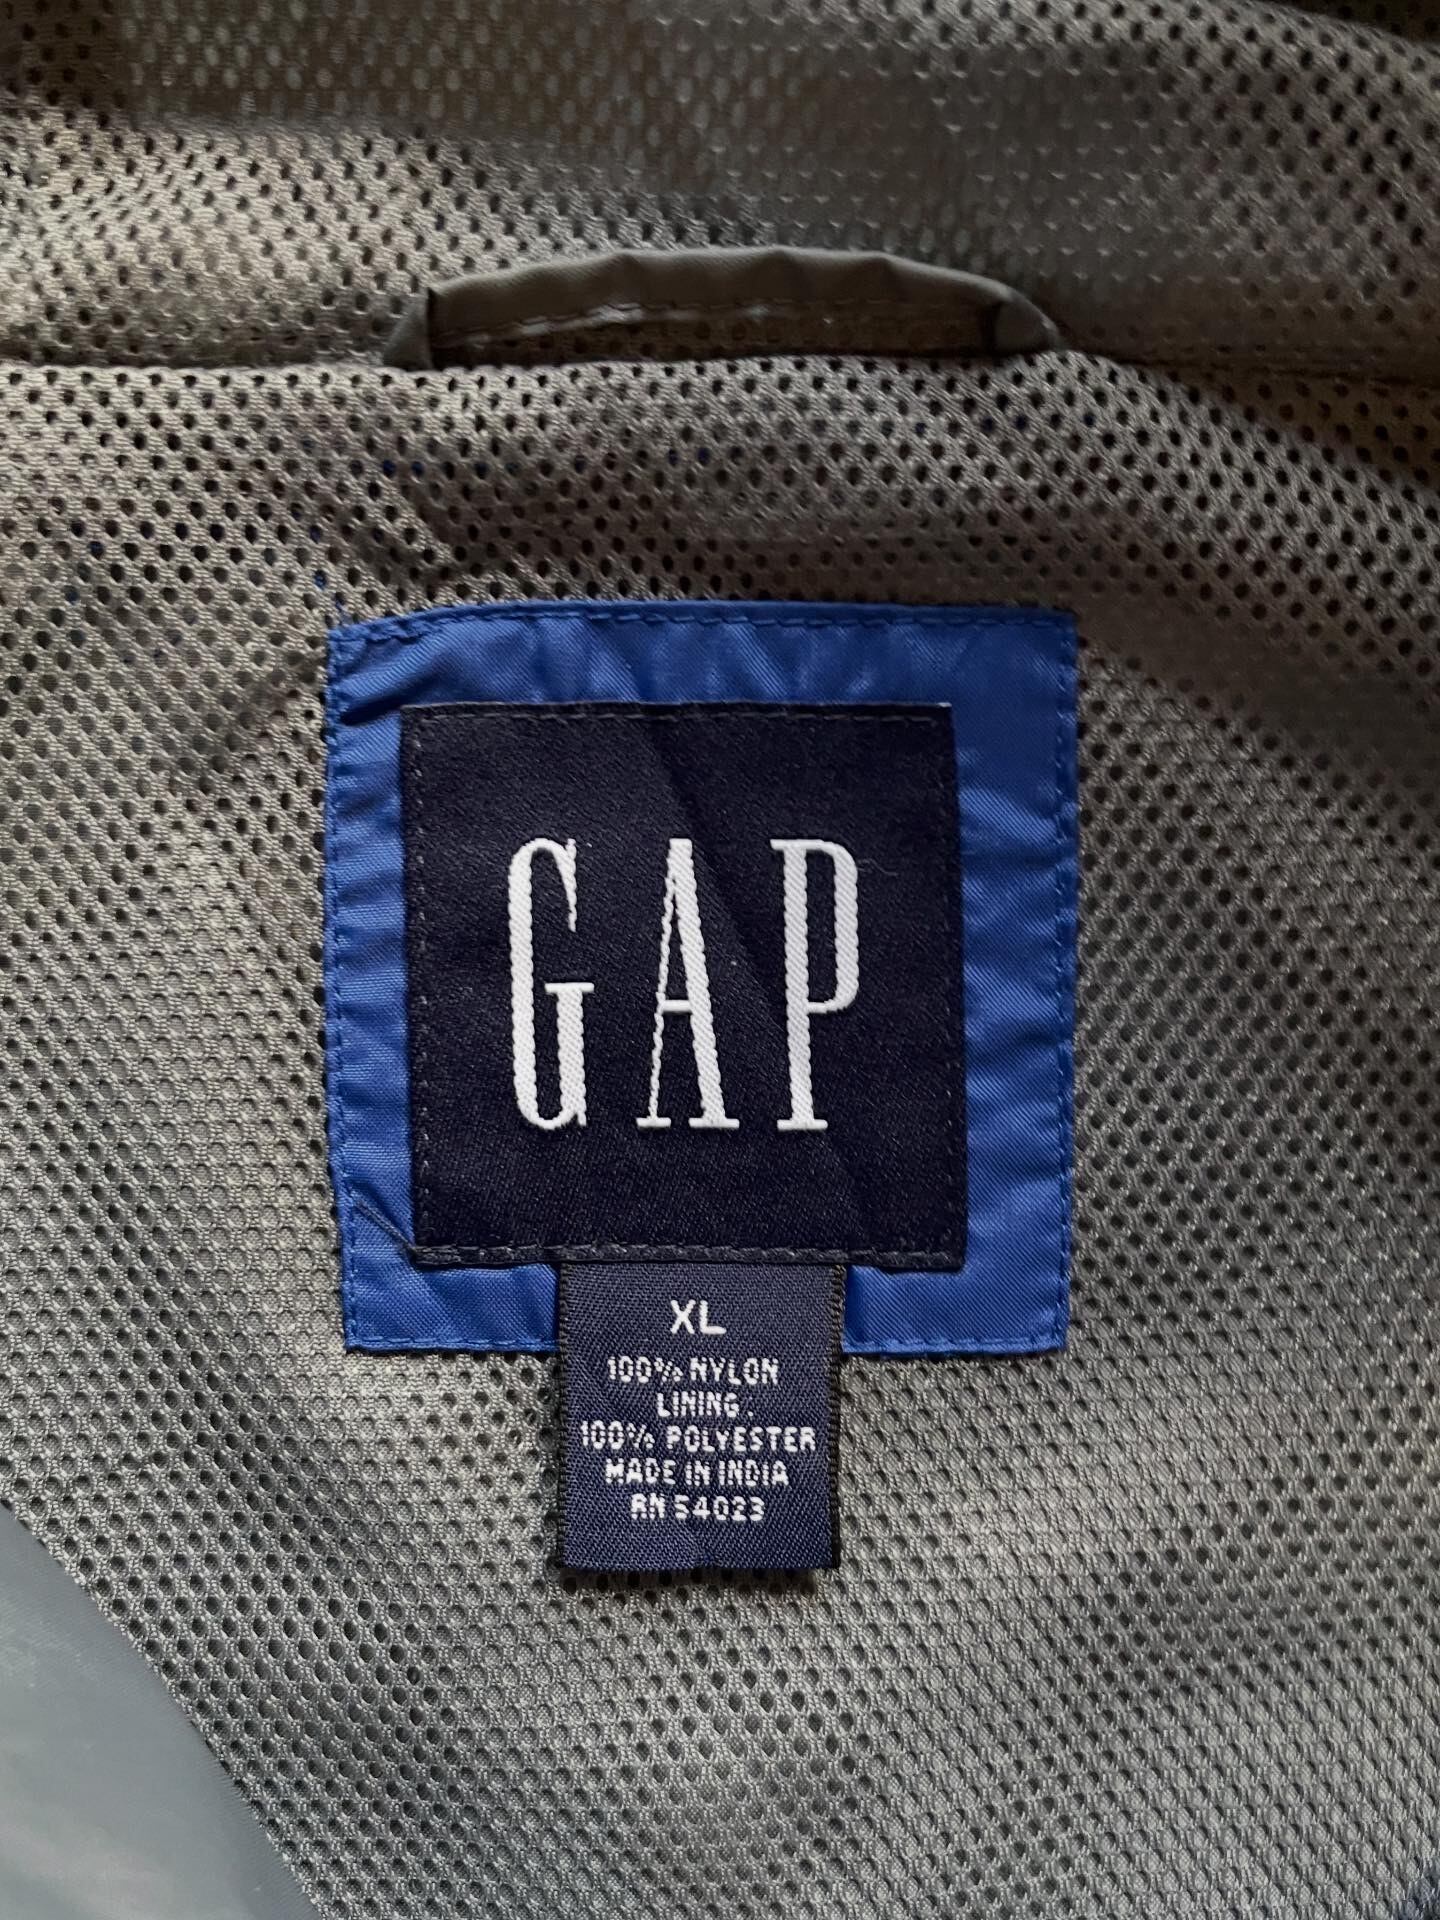 GAP
XL
100% NYLON
LINING.
100% POLYESTER
MADE IN INDIA
RN 54023